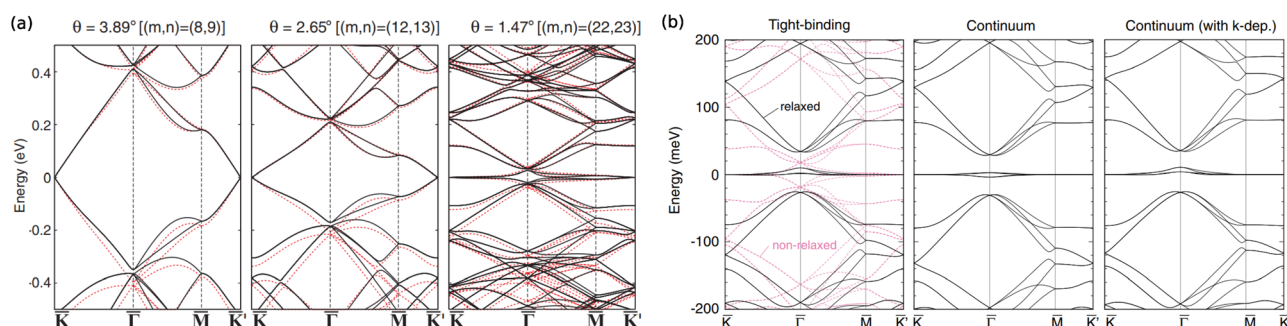 (a)
θ = 3.89° [(m,n)=(8,9)]
θ = 2.65° [(m,n)=(12,13)]
θ = 1.47° [(m,n)=(22,23)]
Energy (eV)
0.4
0.2
0
-0.2
-0.4
K̄ Γ̄ M̄ K̄'
K̄ Γ̄ M̄ K̄'
K̄ Γ̄ M̄ K̄'
(b)
Tight-binding
Continuum
Continuum (with k-dep.)
Energy (meV)
200
100
0
-100
-200
relaxed
non-relaxed
K̄ Γ̄ M̄ K̄'
K̄ Γ̄ M̄ K̄'
K̄ Γ̄ M̄ K̄'